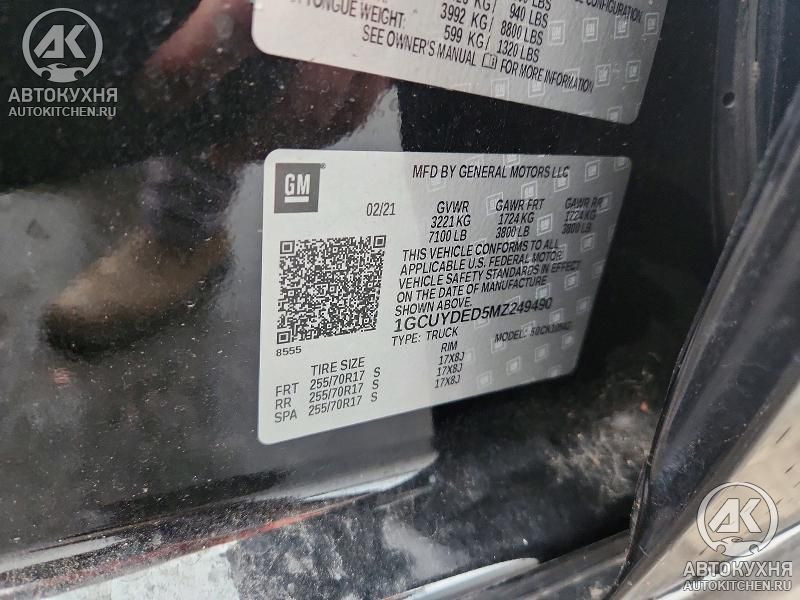 940 LBS
CONFIGURATION
TONGUE WEIGHT: 3992 KG/ 8800 LBS
599 KG/ 1320 LBS
SEE OWNER'S MANUAL FOR MORE INFORMATION
AK
АВТОКУХНЯ
AUTOKITCHEN.RU
GM
MFD BY GENERAL MOTORS LLC
02/21
GVWR GAWR FRT GAWR RR
3221 KG 1724 KG 1724 KG
7100 LB 3800 LB 3800 LB
THIS VEHICLE CONFORMS TO ALL
APPLICABLE U.S. FEDERAL MOTOR
VEHICLE SAFETY STANDARDS IN EFFECT
ON THE DATE OF MANUFACTURE
SHOWN ABOVE.
1GCUYDED5MZ249490
TYPE: TRUCK MODEL:
8555
TIRE SIZE RIM
FRT 255/70R17 S 17X8J
RR 255/70R17 S 17X8J
SPA 255/70R17 S 17X8J
AK
АВТОКУХНЯ
AUTOKITCHEN.RU